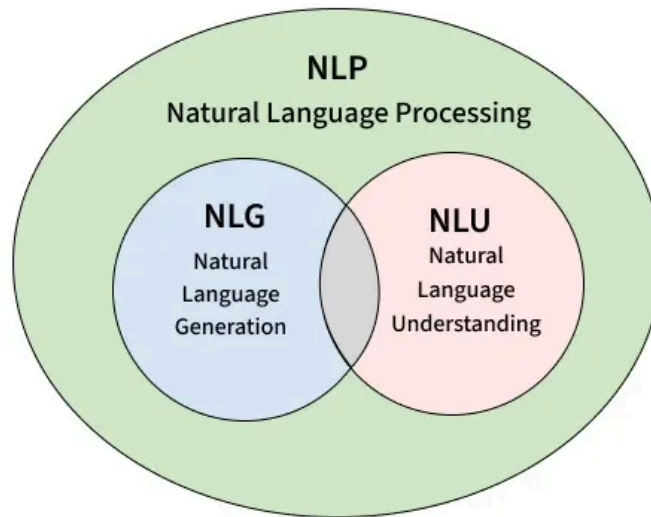 NLP
Natural Language Processing
NLG
Natural
Language
Generation
NLU
Natural
Language
Understanding